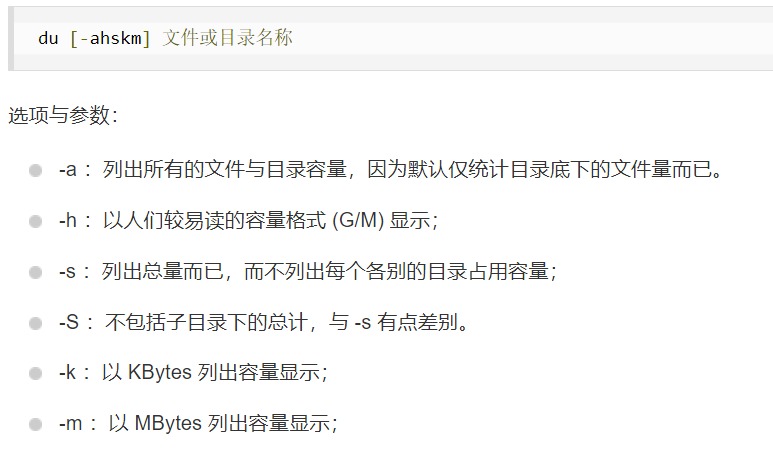 du [-ahskm] 文件或目录名称
选项与参数：
-a ：列出所有的文件与目录容量，因为默认仅统计目录底下的文件量而已。
-h ：以人们较易读的容量格式 (G/M) 显示；
-s ：列出总量而已，而不列出每个各别的目录占用容量；
-S ：不包括子目录下的总计，与 -s 有点差别。
-k ：以 KBytes 列出容量显示；
-m ：以 MBytes 列出容量显示；